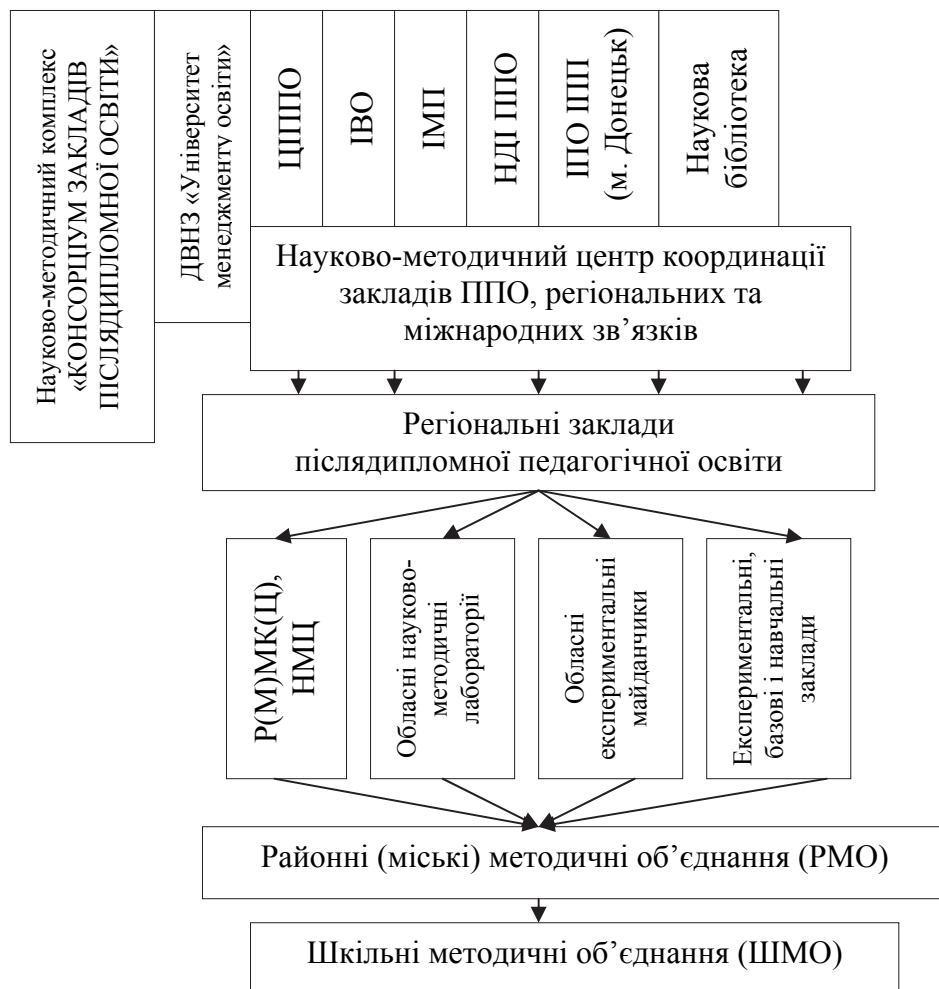 Науково-методичний комплекс
«КОНСОРЦІУМ ЗАКЛАДІВ
ПІСЛЯДИПЛОМНОЇ ОСВІТИ»
ДВНЗ «Університет
менеджменту освіти»
ЦІППО
ІВО
ІМП
НДІ ППО
ІПО ІПП
(м. Донецьк)
Наукова
бібліотека
Науково-методичний центр координації
закладів ППО, регіональних та
міжнародних зв’язків
Регіональні заклади
післядипломної педагогічної освіти
Р(М)МК(Ц),
НМЦ
Обласні науково-
методичні
лабораторії
Обласні
експериментальні
майданчики
Експериментальні,
базові і навчальні
заклади
Районні (міські) методичні об’єднання (РМО)
Шкільні методичні об’єднання (ШМО)